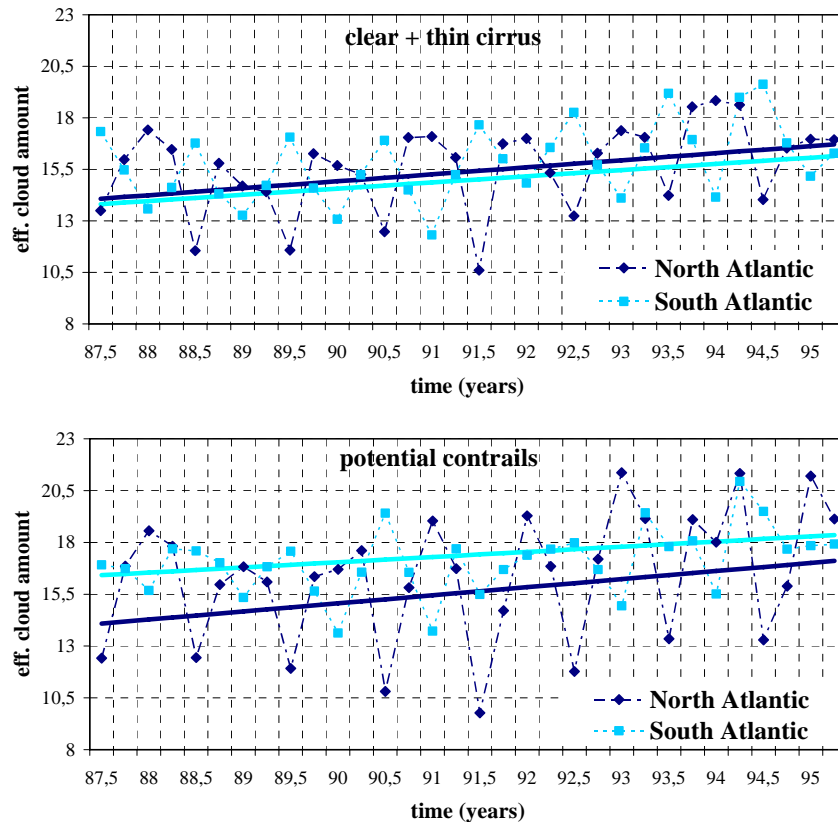 clear + thin cirrus
eff. cloud amount
23
20,5
18
15,5
13
10,5
8
North Atlantic
South Atlantic
87,5 88 88,5 89 89,5 90 90,5 91 91,5 92 92,5 93 93,5 94 94,5 95
time (years)
potential contrails
eff. cloud amount
23
20,5
18
15,5
13
10,5
8
North Atlantic
South Atlantic
87,5 88 88,5 89 89,5 90 90,5 91 91,5 92 92,5 93 93,5 94 94,5 95
time (years)